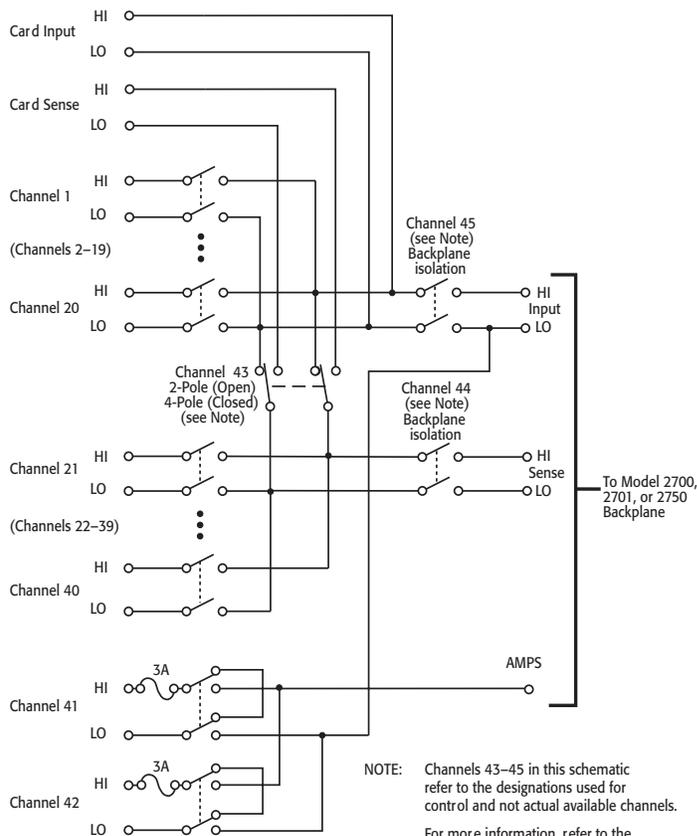 Card Input
HI
LO
Card Sense
HI
LO
Channel 1
HI
LO
(Channels 2–19)
Channel 20
HI
LO
Channel 45
(see Note)
Backplane
isolation
HI
Input
LO
Channel 43
2-Pole (Open)
4-Pole (Closed)
(see Note)
Channel 44
(see Note)
Backplane
isolation
Channel 21
HI
LO
HI
Sense
LO
To Model 2700,
2701, or 2750
Backplane
(Channels 22–39)
Channel 40
HI
LO
AMPS
Channel 41
3A
HI
LO
Channel 42
3A
HI
LO
NOTE: Channels 43–45 in this schematic
refer to the designations used for
control and not actual available channels.
For more information, refer to the